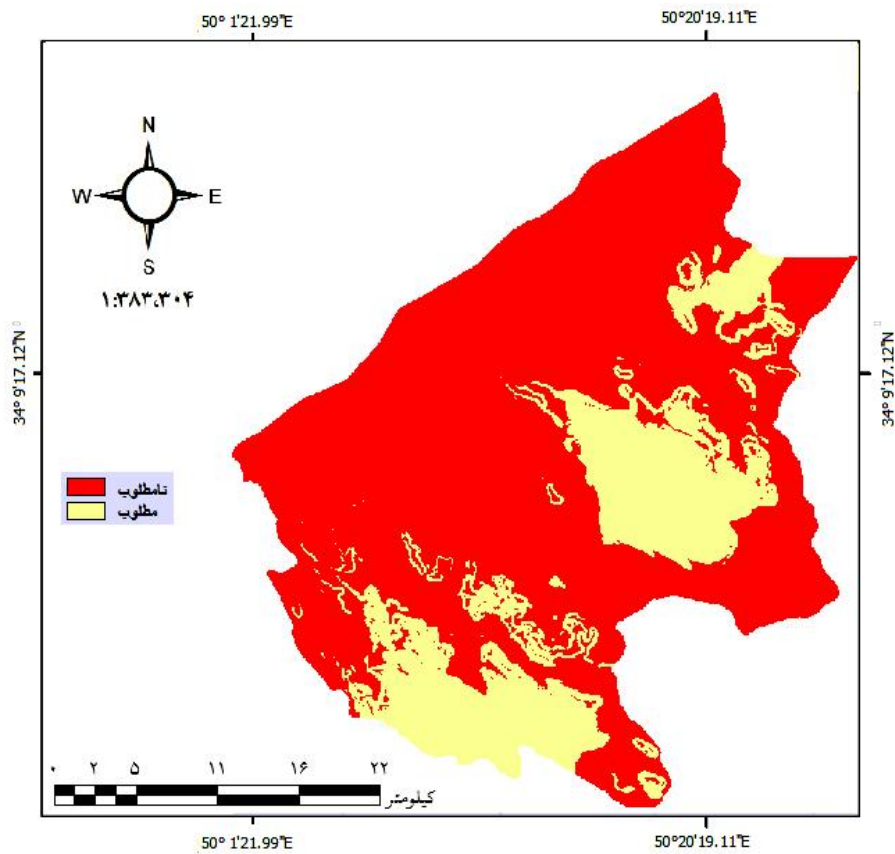 50° 1'21.99"E
50°20'19.11"E
N
W E
S
۱:۳۸۳،۳۰۴
34° 9'17.12"N
34° 9'17.12"N
نامطلوب
مطلوب
۰ ۲ ۵ ۱۱ ۱۶ ۲۲
کیلومتر
50° 1'21.99"E
50°20'19.11"E